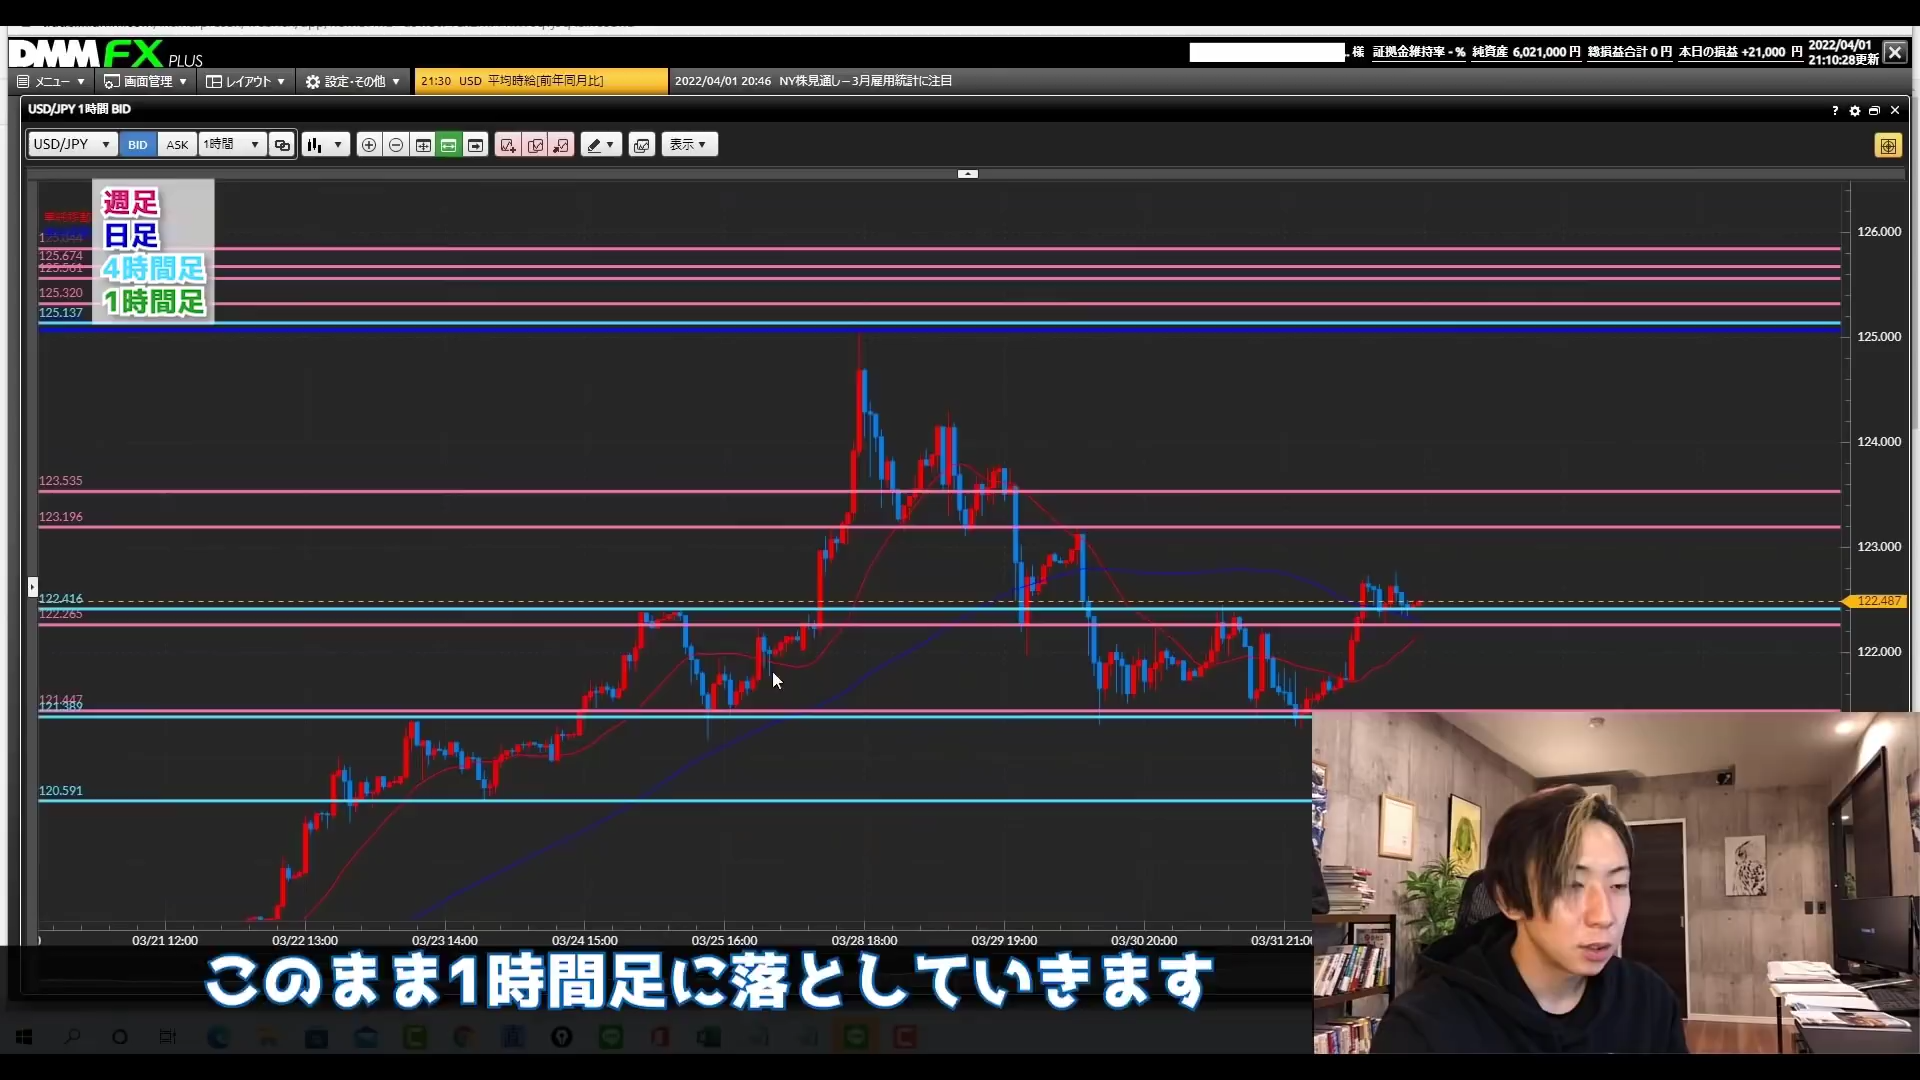 DMM FX PLUS
様 証拠金維持率 - % 純資産 6,021,000 円 総損益合計 0 円 本日の損益 +21,000 円
2022/04/01
21:10:28更新
メニュー
画面管理
レイアウト
設定・その他
21:30 USD 平均時給[前年同月比]
2022/04/01 20:46 NY株見通し－3月雇用統計に注目
USD/JPY 1時間 BID
USD/JPY
BID
ASK
1時間
表示
週足
日足
4時間足
1時間足
125.674
125.320
125.137
123.535
123.196
122.416
122.265
121.447
121.389
120.591
126.000
125.000
124.000
123.000
122.487
122.000
03/21 12:00
03/22 13:00
03/23 14:00
03/24 15:00
03/25 16:00
03/28 18:00
03/29 19:00
03/30 20:00
このまま1時間足に落としていきます